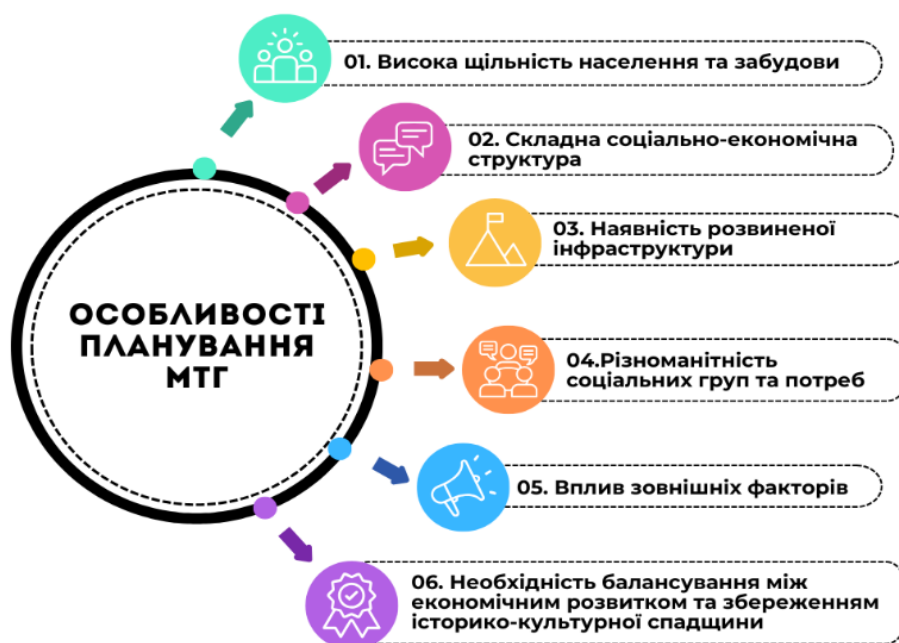 01. Висока щільність населення та забудови
02. Складна соціально-економічна
структура
03. Наявність розвиненої
інфраструктури
ОСОБЛИВОСТІ
ПЛАНУВАННЯ
МТГ
04.Різноманітність
соціальних груп та потреб
05. Вплив зовнішніх факторів
06. Необхідність балансування між
економічним розвитком та збереженням
історико-культурної спадщини